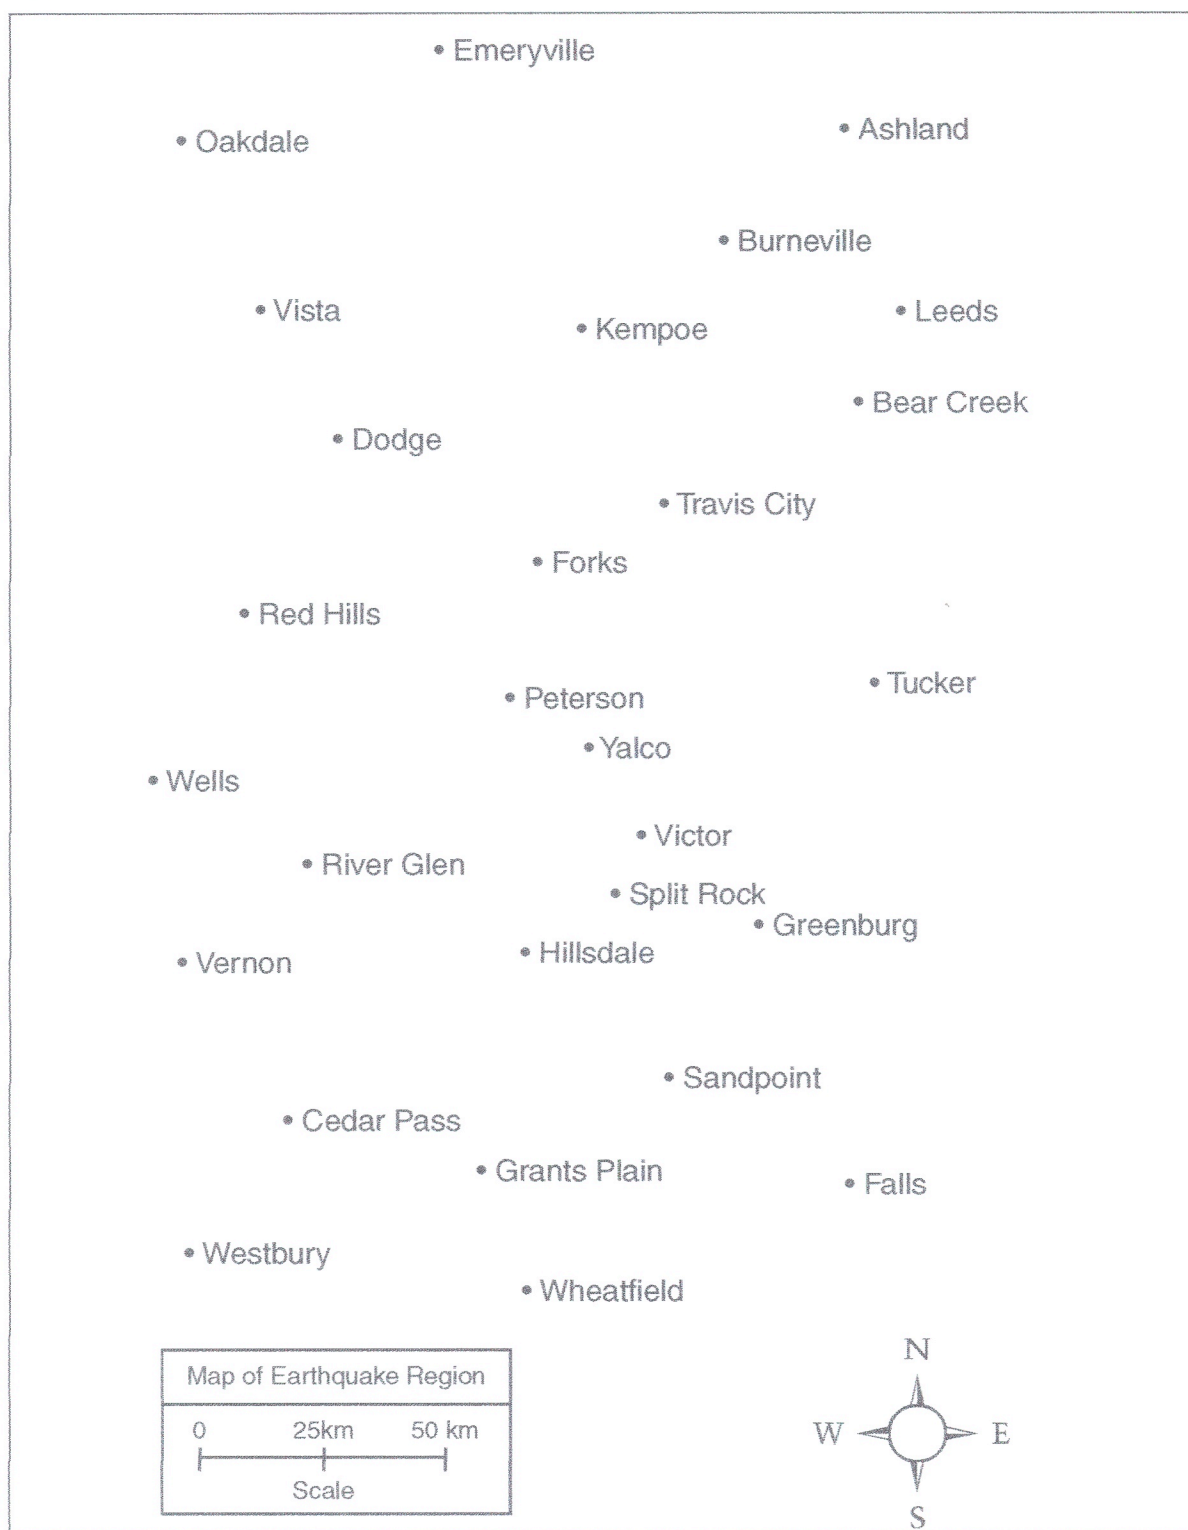 Emeryville
Ashland
Oakdale
Burneville
Vista
Leeds
Kempoe
Bear Creek
Dodge
Travis City
Forks
Red Hills
Tucker
Peterson
Yalco
Wells
Victor
River Glen
Split Rock
Greenburg
Hillsdale
Vernon
Sandpoint
Cedar Pass
Grants Plain
Falls
Westbury
Wheatfield
N
Map of Earthquake Region
0 25km 50 km
W E
Scale
S